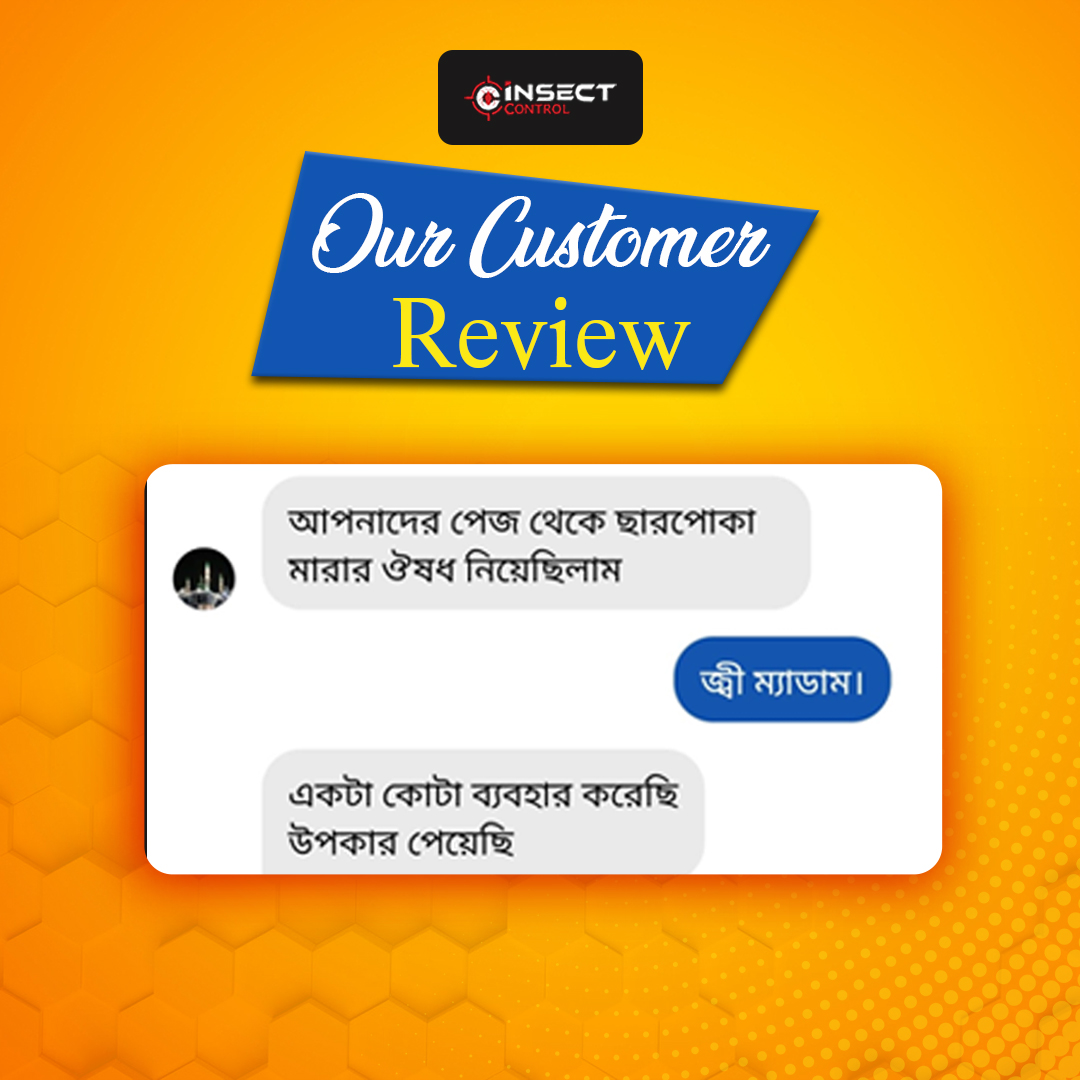 INSECT
CONTROL
Our Customer
Review
আপনাদের পেজ থেকে ছারপোকা
মারার ঔষধ নিয়েছিলাম
জ্বী ম্যাডাম।
একটা কোটা ব্যবহার করেছি
উপকার পেয়েছি